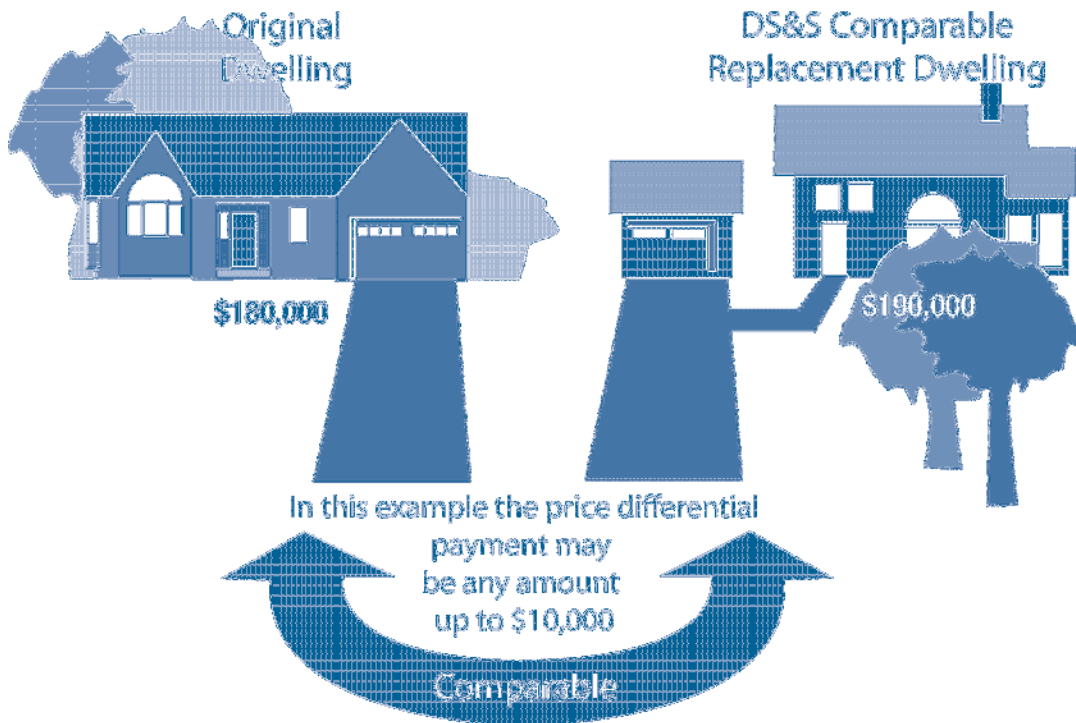 Original
Dwelling
DS&S Comparable
Replacement Dwelling
$180,000
$190,000
In this example the price differential
payment may
be any amount
up to $10,000
Comparable